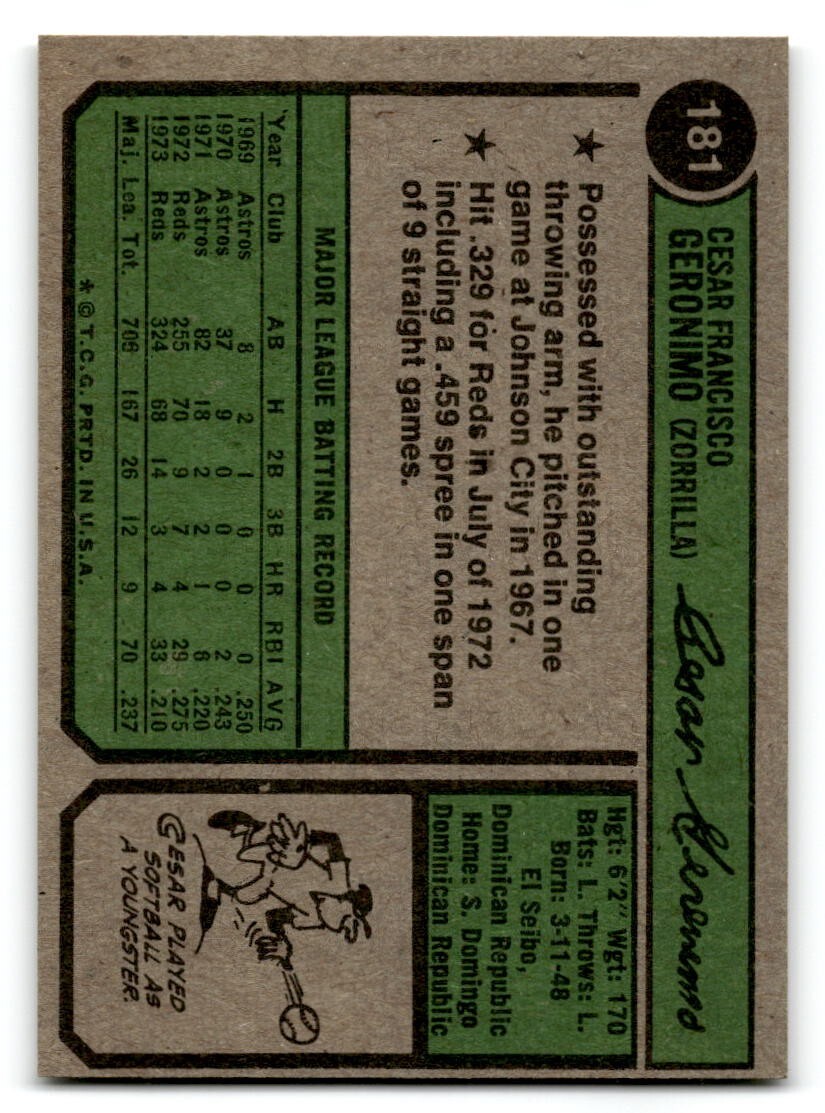 181
CESAR FRANCISCO
GERONIMO (ZORRILLA)
Cesar Geronimo
★ Possessed with outstanding
throwing arm, he pitched in one
game at Johnson City in 1967.
★ Hit .329 for Reds in July of 1972
including a .459 spree in one span
of 9 straight games.
MAJOR LEAGUE BATTING RECORD
Year Club AB H 2B 3B HR RBI AVG
1969 Astros 8 2 1 0 0 0 .250
1970 Astros 37 9 0 0 0 2 .243
1971 Astros 82 18 2 2 1 6 .220
1972 Reds 255 70 9 7 4 29 .275
1973 Reds 324 68 14 3 4 33 .210
Maj. Lea. Tot. 706 167 26 12 9 70 .237
* © T.C.G. PRTD. IN U.S.A.
Hgt: 6'2" Wgt: 170
Bats: L. Throws: L.
Born: 3-11-48
El Seibo,
Dominican Republic
Home: S. Domingo
Dominican Republic
CESAR PLAYED
SOFTBALL AS
A YOUNGSTER.